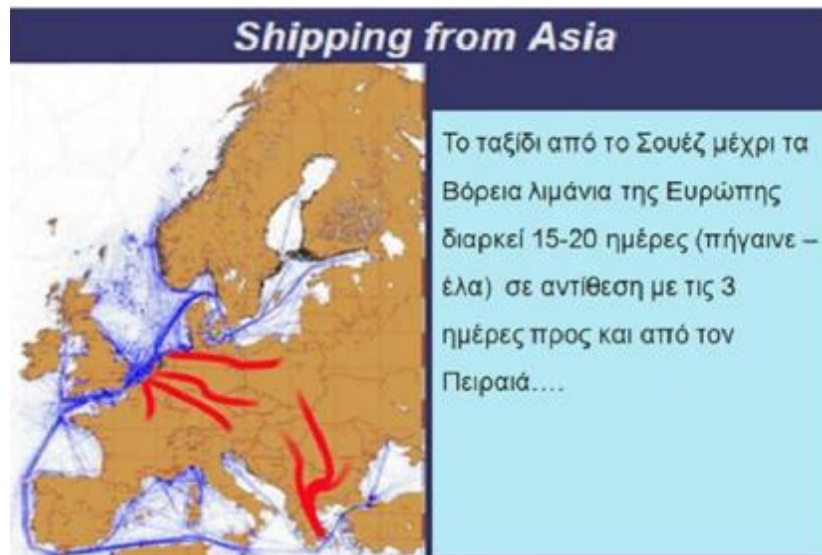 Shipping from Asia
Το ταξίδι από το Σουέζ μέχρι τα
Βόρεια λιμάνια της Ευρώπης
διαρκεί 15-20 ημέρες (πήγαινε –
έλα) σε αντίθεση με τις 3
ημέρες προς και από τον
Πειραιά....